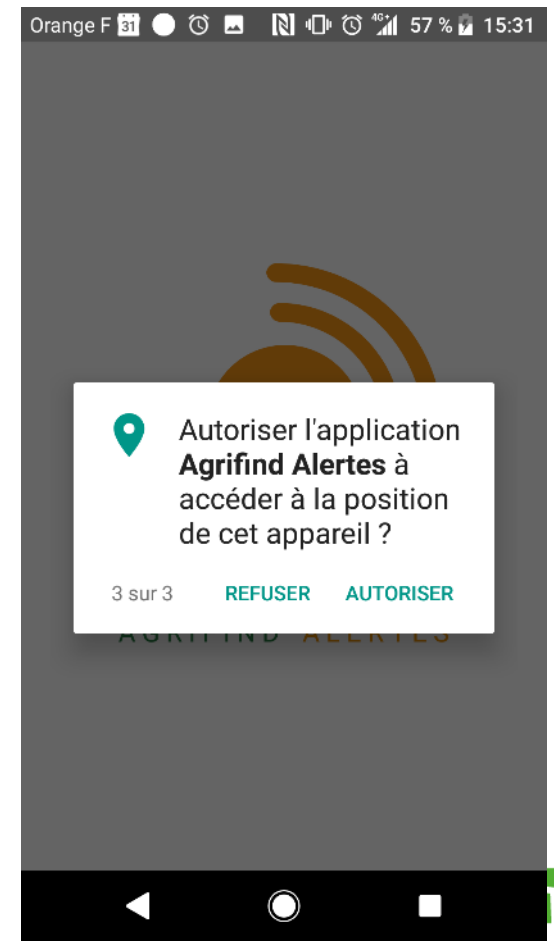 Orange F 31 4G+ 57 % 15:31
Autoriser l'application
Agrifind Alertes à
accéder à la position
de cet appareil ?
3 sur 3 REFUSER AUTORISER
AGRIFIND ALERTES